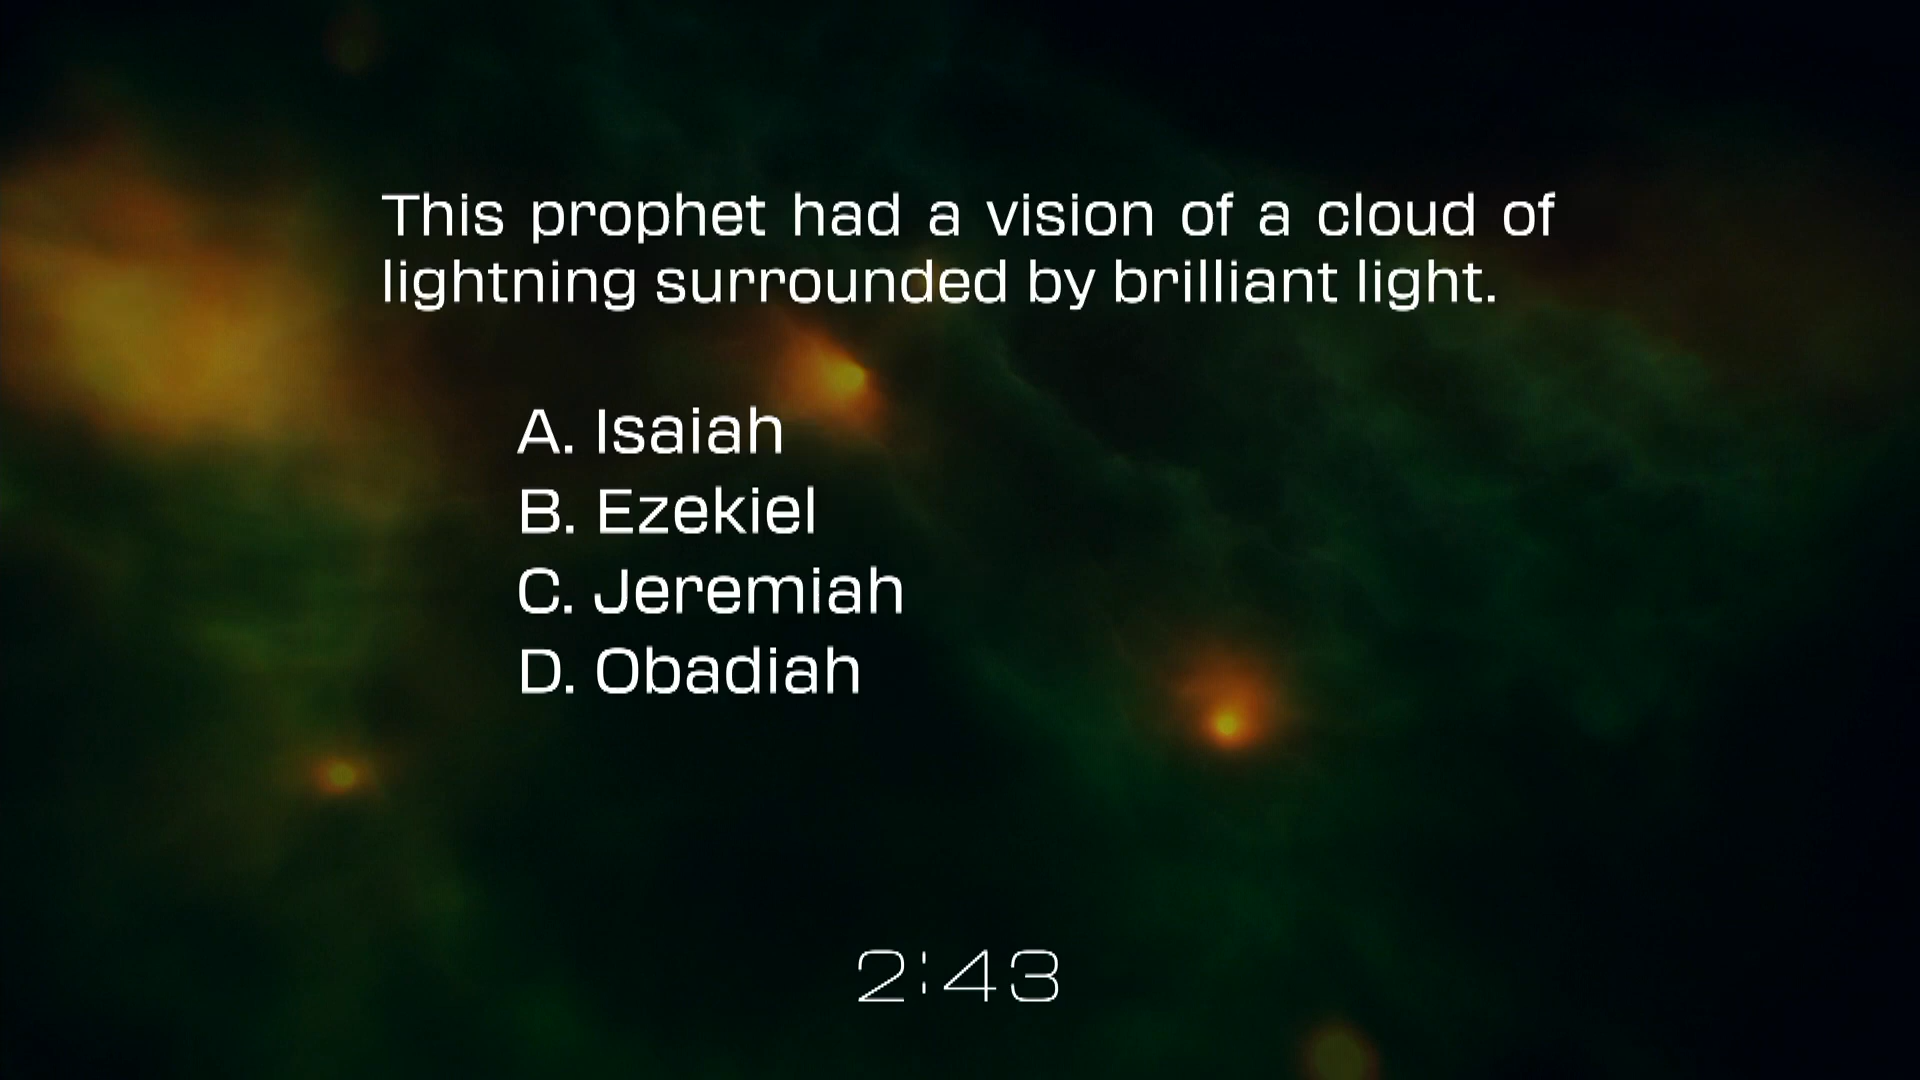 This prophet had a vision of a cloud of
lightning surrounded by brilliant light.
A. Isaiah
B. Ezekiel
C. Jeremiah
D. Obadiah
2:43